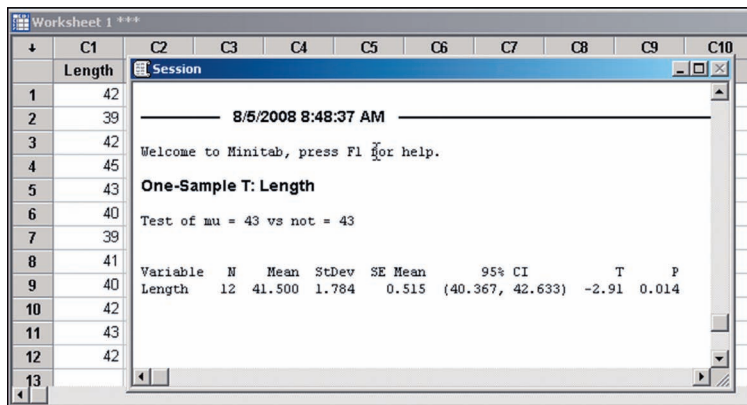 Worksheet 1 ***
↓ C1 C2 C3 C4 C5 C6 C7 C8 C9 C10
Length
Session
1 42
2 39
3 42
4 45
5 43
6 40
7 39
8 41
9 40
10 42
11 43
12 42
13
8/5/2008 8:48:37 AM
Welcome to Minitab, press F1 for help.
One-Sample T: Length
Test of mu = 43 vs not = 43
Variable N Mean StDev SE Mean 95% CI T P
Length 12 41.500 1.784 0.515 (40.367, 42.633) -2.91 0.014